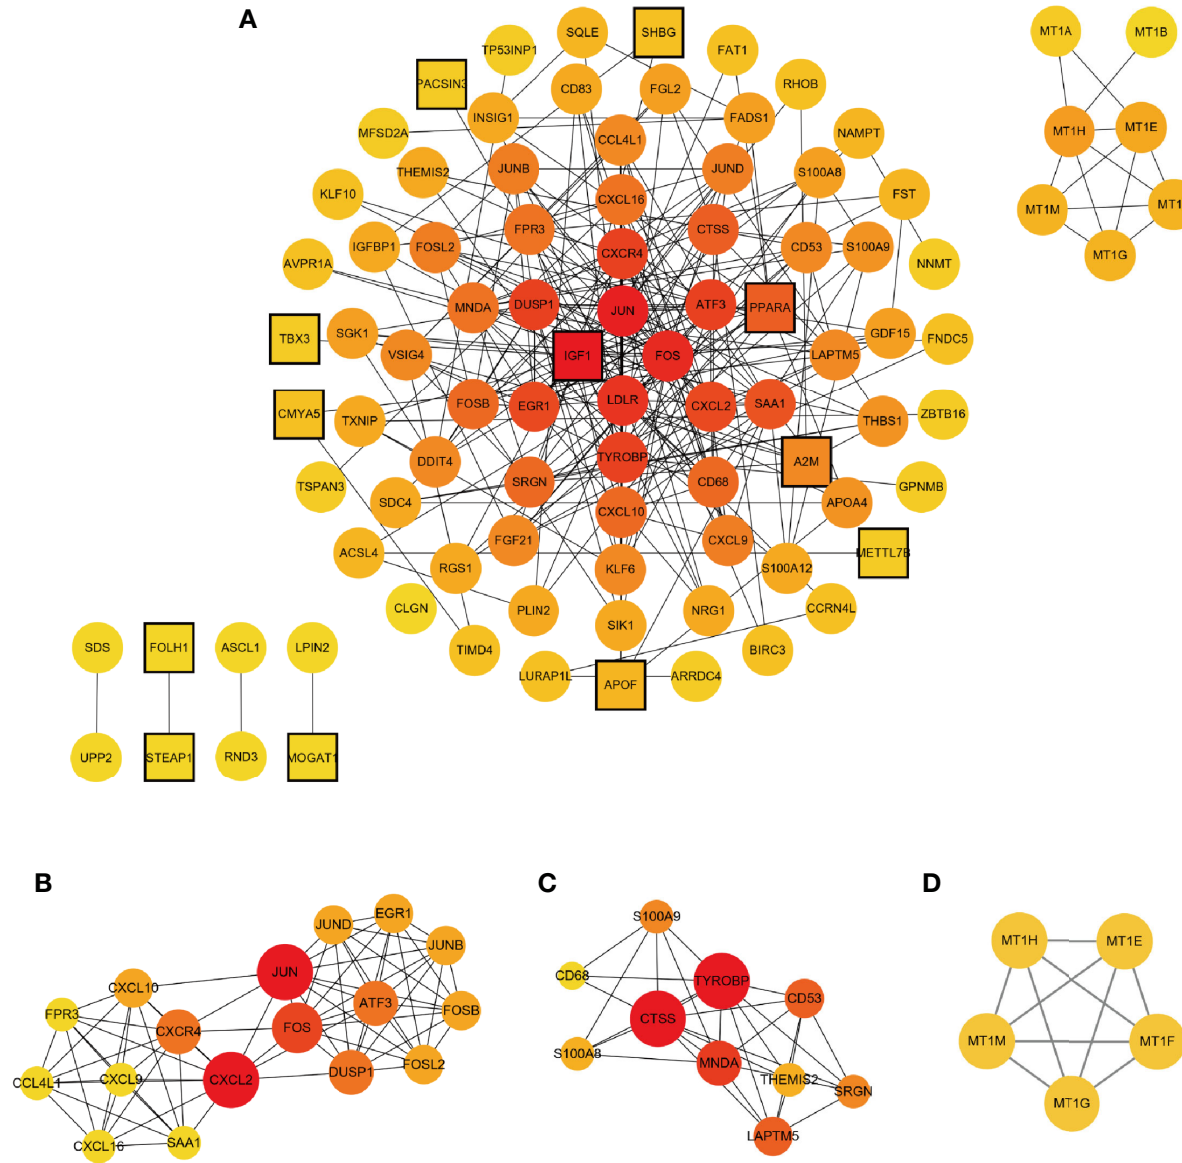 A
SHBG
SQLE
MT1A
MT1B
TP53INP1
FAT1
PACSIN3
CD83
FGL2
RHOB
INSIG1
FADS1
MFSD2A
MT1H
MT1E
CCL4L1
NAMPT
THEMIS2
JUNB
JUND
S100A8
KLF10
CXCL16
FST
MT1M
MT1
FPR3
CTSS
IGFBP1
FOSL2
CXCR4
CD53
S100A9
MT1G
AVPR1A
NNMT
MNDA
DUSP1
JUN
ATF3
PPARA
TBX3
SGK1
VSIG4
IGF1
FOS
LAPTM5
GDF15
FNDC5
CMYA5
TXNIP
FOSB
EGR1
LDLR
CXCL2
SAA1
THBS1
ZBTB16
DDIT4
TYROBP
A2M
TSPAN3
SDC4
SRGN
CD68
APOA4
GPNMB
CXCL10
ACSL4
RGS1
FGF21
KLF6
CXCL9
S100A12
METTL7B
CLGN
PLIN2
SIK1
NRG1
CCRN4L
TIMD4
BIRC3
LURAP1L
APOF
ARRDC4
SDS
FOLH1
ASCL1
LPIN2
UPP2
STEAP1
RND3
MOGAT1
B
JUND
EGR1
JUNB
JUN
CXCL10
ATF3
FOSB
FPR3
CXCR4
FOS
FOSL2
CCL4L1
CXCL9
CXCL2
DUSP1
CXCL16
SAA1
C
S100A9
CD68
TYROBP
CD53
CTSS
S100A8
MNDA
THEMIS2
SRGN
LAPTM5
D
MT1H
MT1E
MT1M
MT1F
MT1G